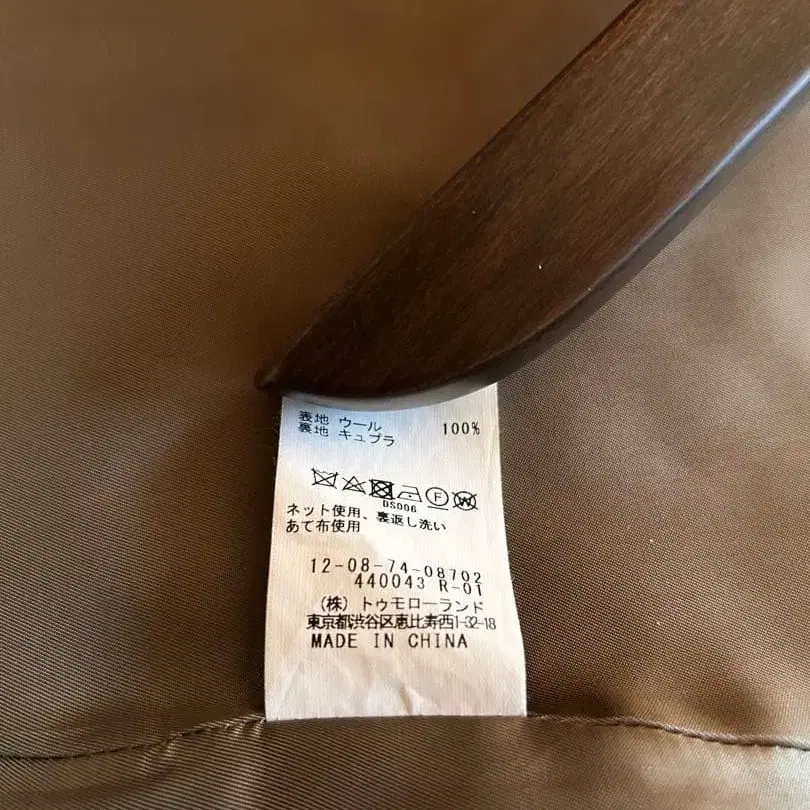 表地 ウール
裏地 キュプラ 100%
F W
DS006
ネット使用、裏返し洗い
あて布使用
12-08-74-08702
440043 R-01
(株) トゥモローランド
東京都渋谷区恵比寿西1-32-18
MADE IN CHINA